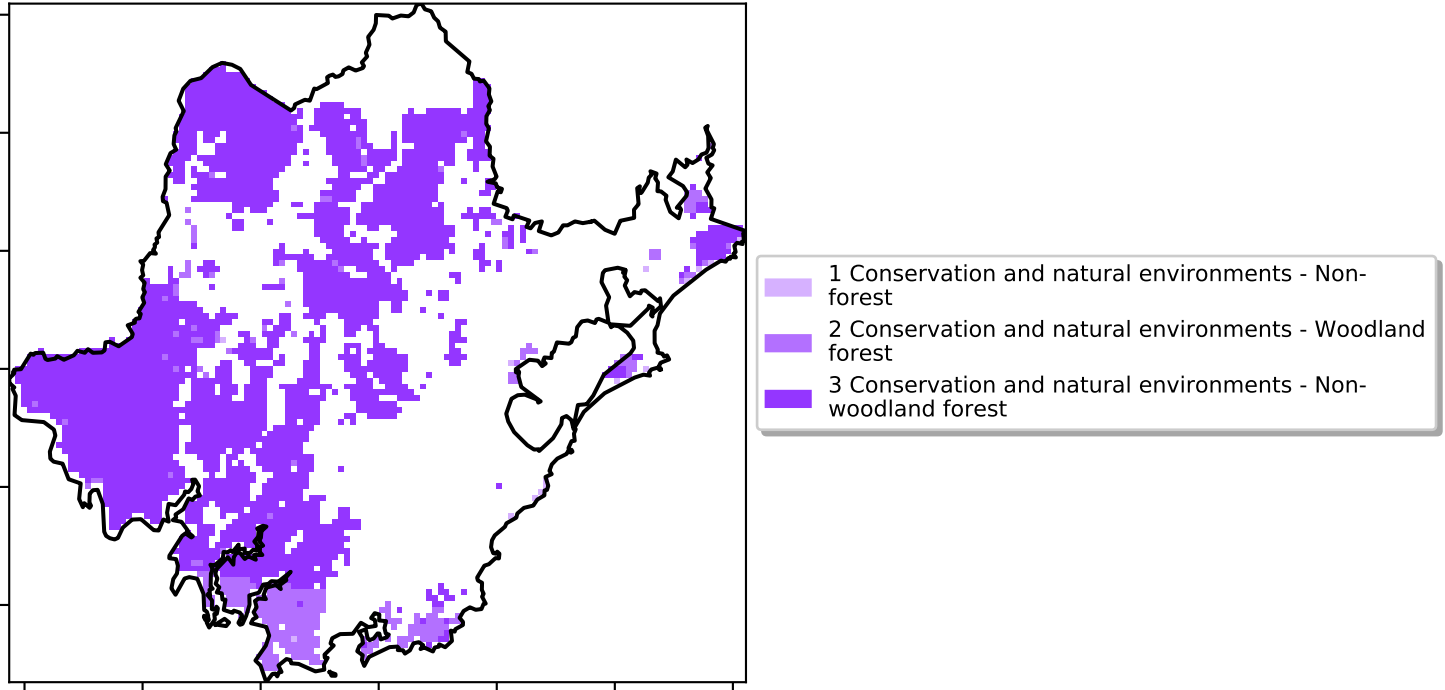 1 Conservation and natural environments - Non-
forest
2 Conservation and natural environments - Woodland
forest
3 Conservation and natural environments - Non-
woodland forest